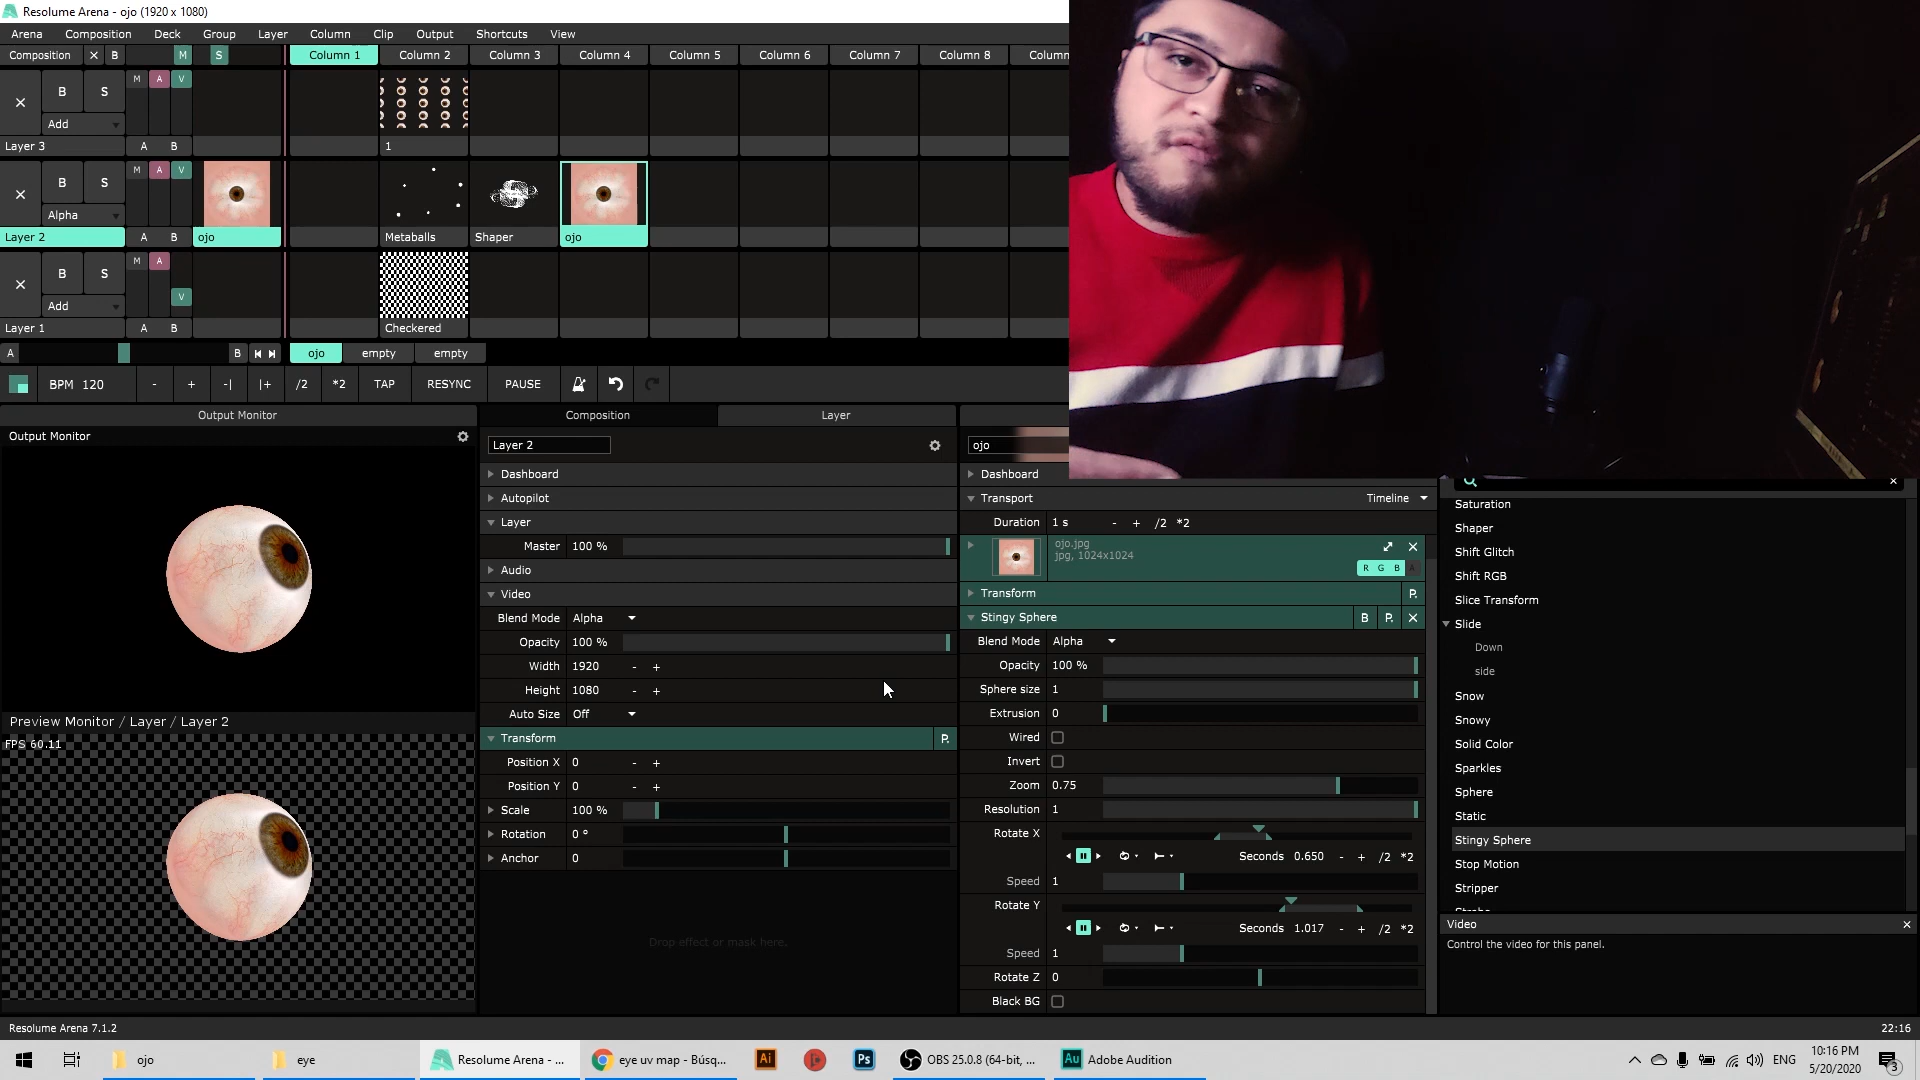 Resolume Arena - ojo (1920 x 1080)
Arena Composition Deck Group Layer Column Clip Output Shortcuts View
Composition X B M S Column 1 Column 2 Column 3 Column 4 Column 5 Column 6 Column 7 Column 8 Column
B S M A V
Add
Layer 3 A B 1
B S M A V
Alpha
Layer 2 A B ojo Metaballs Shaper ojo
B S M A V
Add
Layer 1 A B Checkered
A B ojo empty empty
BPM 120 - + -| |+ /2 *2 TAP RESYNC PAUSE
Output Monitor Composition Layer
Output Monitor
Layer 2
ojo
Dashboard
Autopilot
Layer
Master 100 %
Audio
Video
Blend Mode Alpha
Opacity 100 %
Width 1920 - +
Height 1080 - +
Auto Size Off
Transform P.
Position X 0 - +
Position Y 0 - +
Scale 100 %
Rotation 0 °
Anchor 0
Drop effect or mask here.
Preview Monitor / Layer / Layer 2
FPS 60.11
Dashboard
Transport Timeline
Duration 1 s - + /2 *2
ojo.jpg
jpg, 1024x1024
R G B A
Transform P.
Stingy Sphere B P. X
Blend Mode Alpha
Opacity 100 %
Sphere size 1
Extrusion 0
Wired
Invert
Zoom 0.75
Resolution 1
Rotate X
Seconds 0.650 - + /2 *2
Speed 1
Rotate Y
Seconds 1.017 - + /2 *2
Speed 1
Rotate Z 0
Black BG
Saturation
Shaper
Shift Glitch
Shift RGB
Slice Transform
Slide
Down
side
Snow
Snowy
Solid Color
Sparkles
Sphere
Static
Stingy Sphere
Stop Motion
Stripper
Video
Control the video for this panel.
Resolume Arena 7.1.2 22:16
ojo eye Resolume Arena - ... eye uv map - Búsq... Ai Ps OBS 25.0.8 (64-bit, ... Au Adobe Audition ENG 10:16 PM
5/20/2020 3